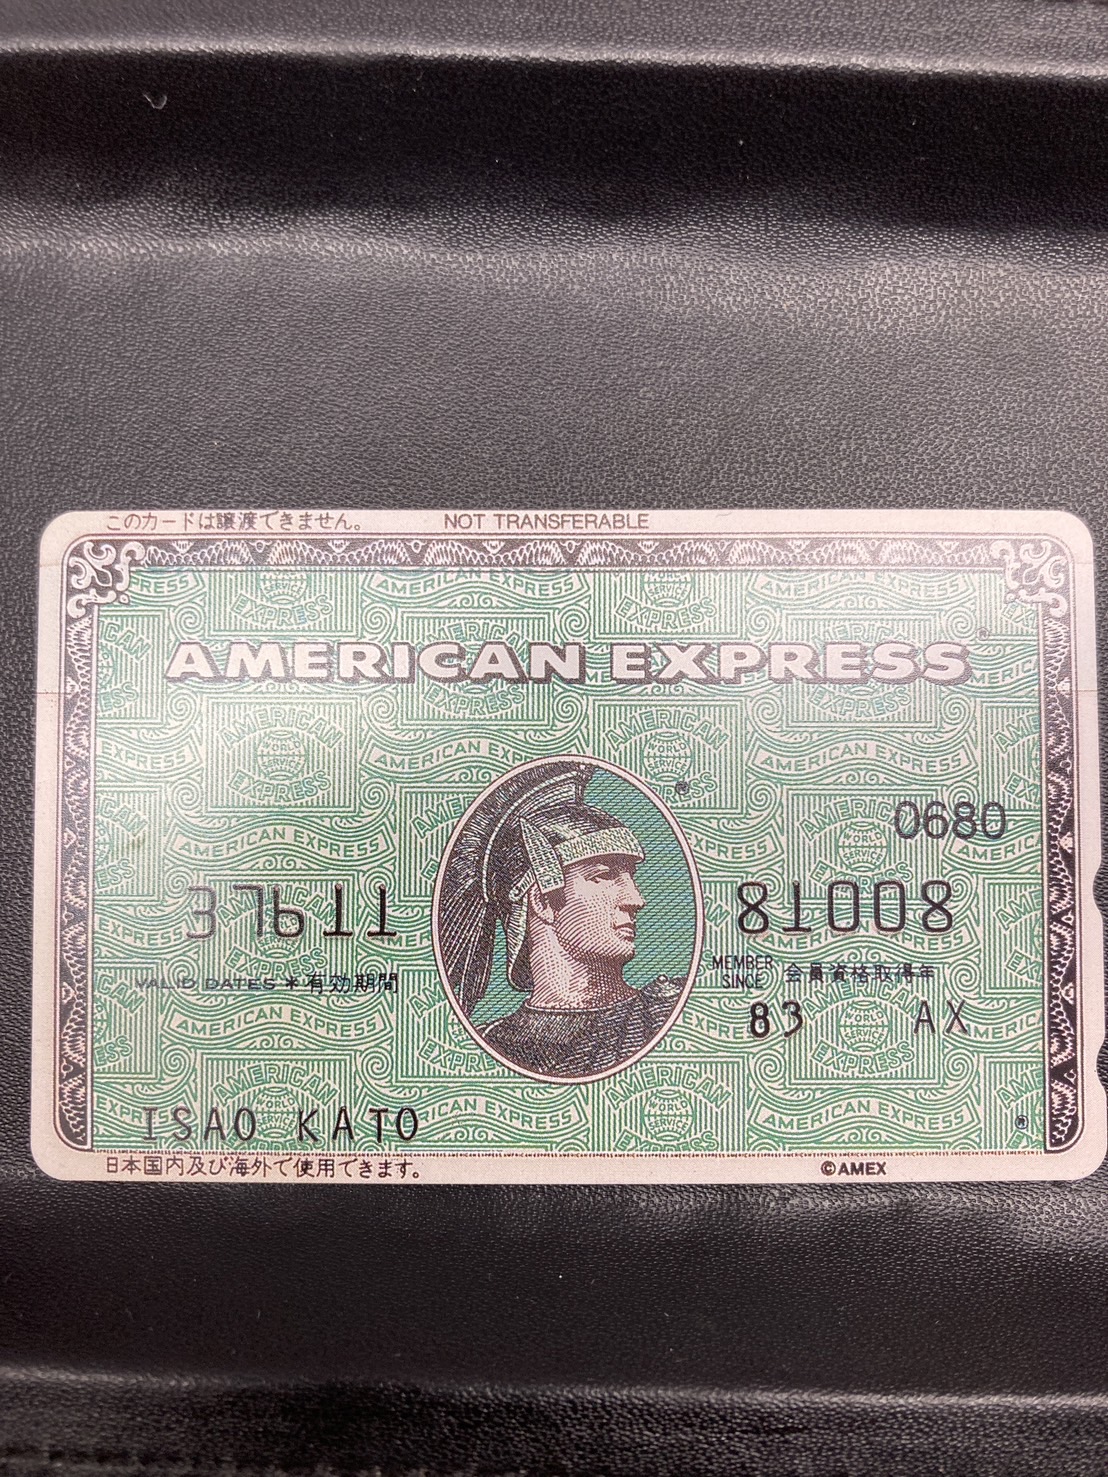 このカードは譲渡できません。 NOT TRANSFERABLE
AMERICAN EXPRESS®
0680
3 7611 81008
VALID DATES * 有効期間 MEMBER SINCE 会員資格取得年
83 AX
ISAO KATO
日本国内及び海外で使用できます。 ©AMEX